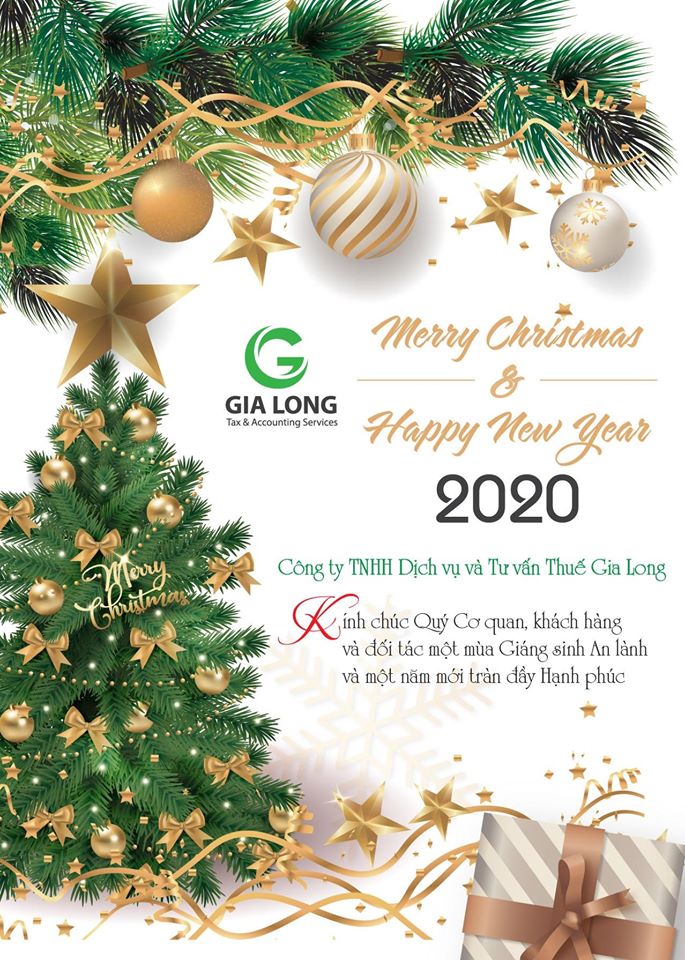 Merry Christmas
&
Happy New Year
2020
GIA LONG
Tax & Accounting Services
Merry
Christmas
Công ty TNHH Dịch vụ và Tư vấn Thuế Gia Long
Kính chúc Quý Cơ quan, khách hàng
và đối tác một mùa Giáng sinh An lành
và một năm mới tràn đầy Hạnh phúc